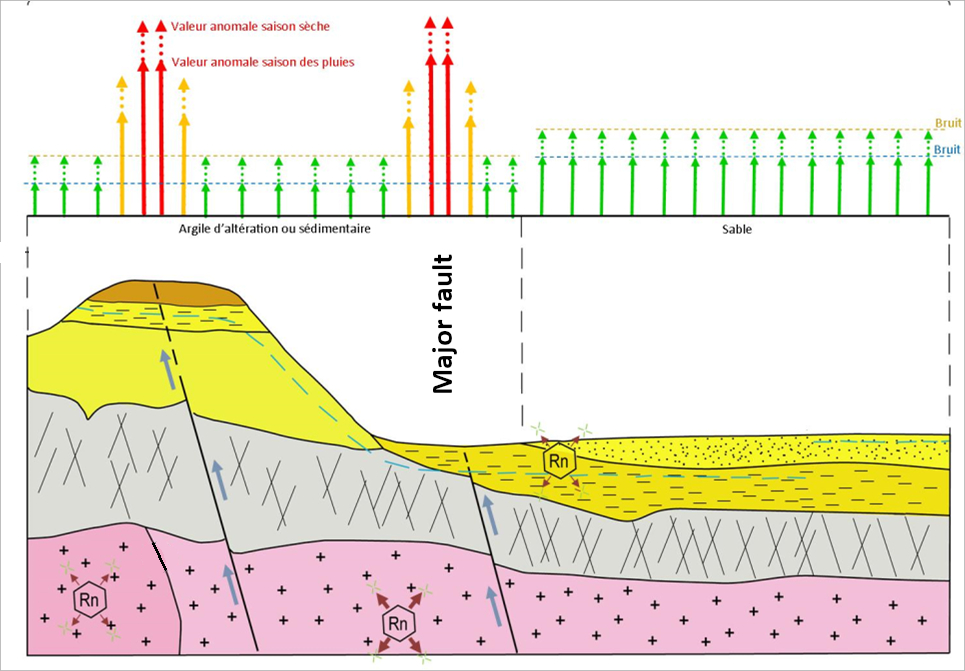 Valeur anomale saison sèche
Valeur anomale saison des pluies
Bruit
Bruit
Argile d'altération ou sédimentaire
Sable
Major fault
Rn
Rn
Rn